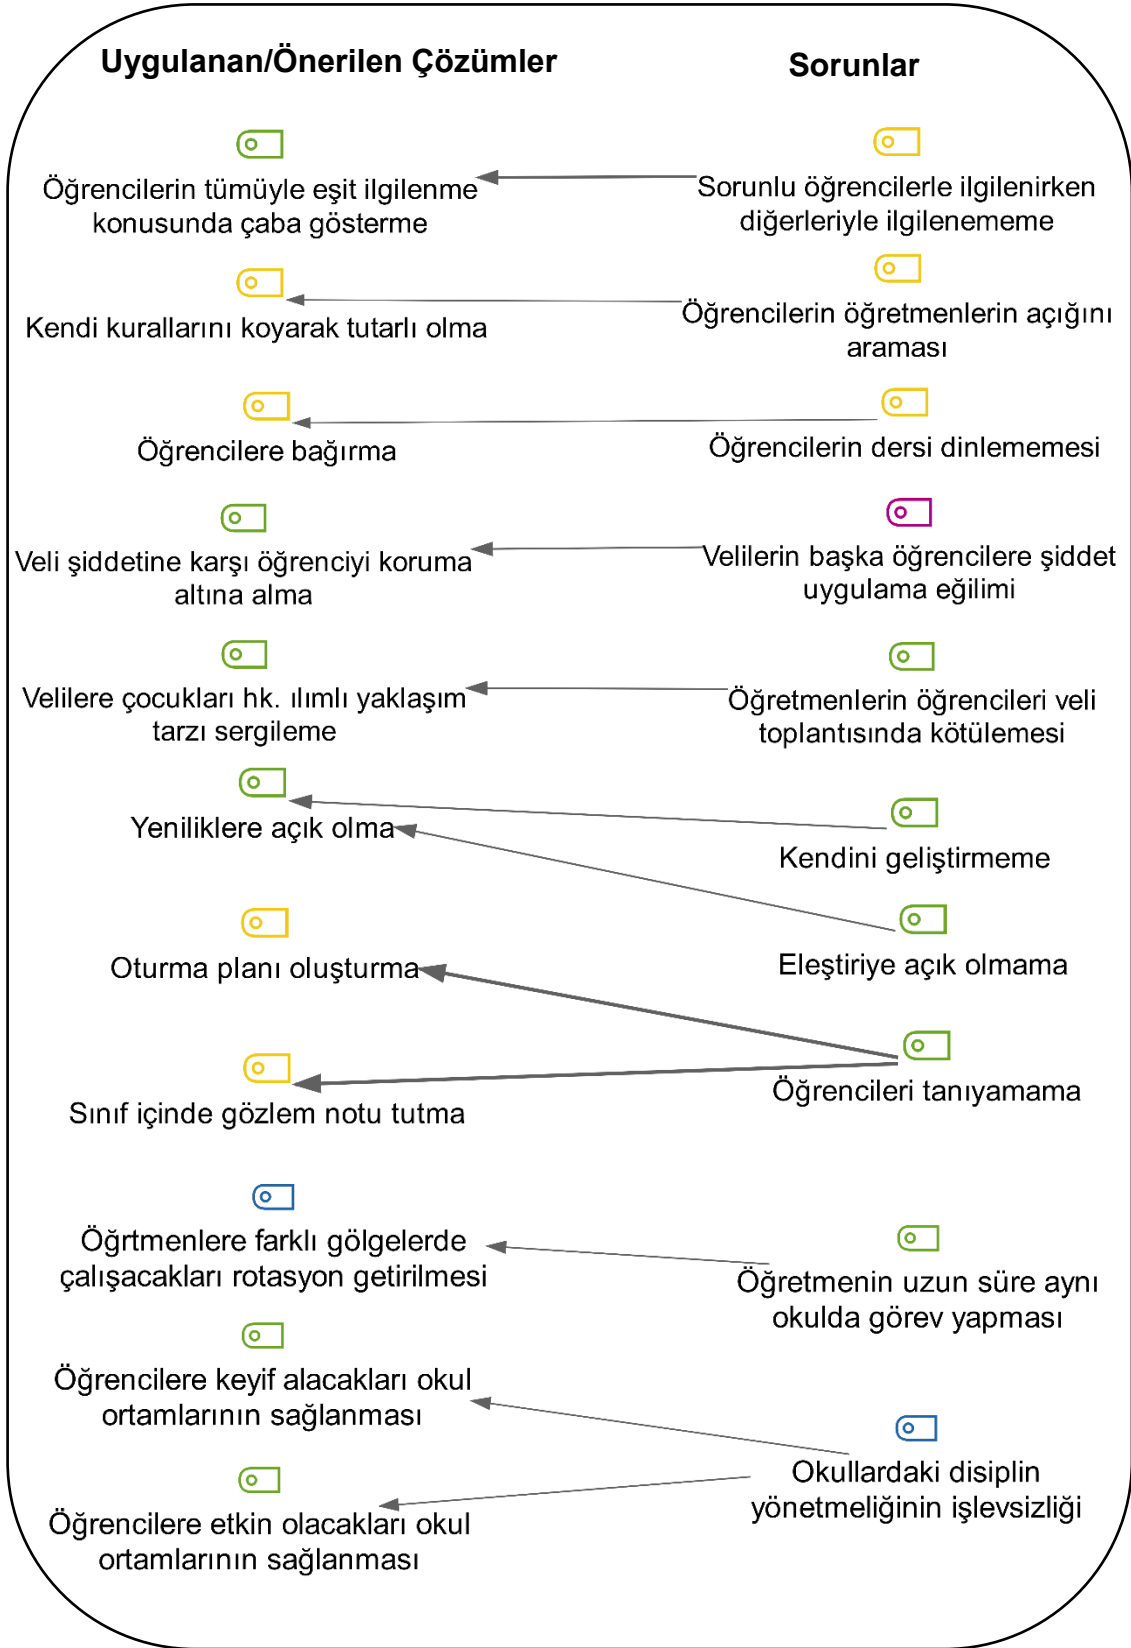 Uygulanan/Önerilen Çözümler
Sorunlar
Öğrencilerin tümüyle eşit ilgilenme
konusunda çaba gösterme
Sorunlu öğrencilerle ilgilenirken
diğerleriyle ilgilenememe
Kendi kurallarını koyarak tutarlı olma
Öğrencilerin öğretmenlerin açığını
araması
Öğrencilere bağırma
Öğrencilerin dersi dinlememesi
Veli şiddetine karşı öğrenciyi koruma
altına alma
Velilerin başka öğrencilere şiddet
uygulama eğilimi
Velilere çocukları hk. ılımlı yaklaşım
tarzı sergileme
Öğretmenlerin öğrencileri veli
toplantısında kötülemesi
Yeniliklere açık olma
Kendini geliştirmeme
Eleştiriye açık olmama
Oturma planı oluşturma
Öğrencileri tanıyamama
Sınıf içinde gözlem notu tutma
Öğrtmenlere farklı gölgelerde
çalışacakları rotasyon getirilmesi
Öğretmenin uzun süre aynı
okulda görev yapması
Öğrencilere keyif alacakları okul
ortamlarının sağlanması
Okullardaki disiplin
yönetmeliğinin işlevsizliği
Öğrencilere etkin olacakları okul
ortamlarının sağlanması